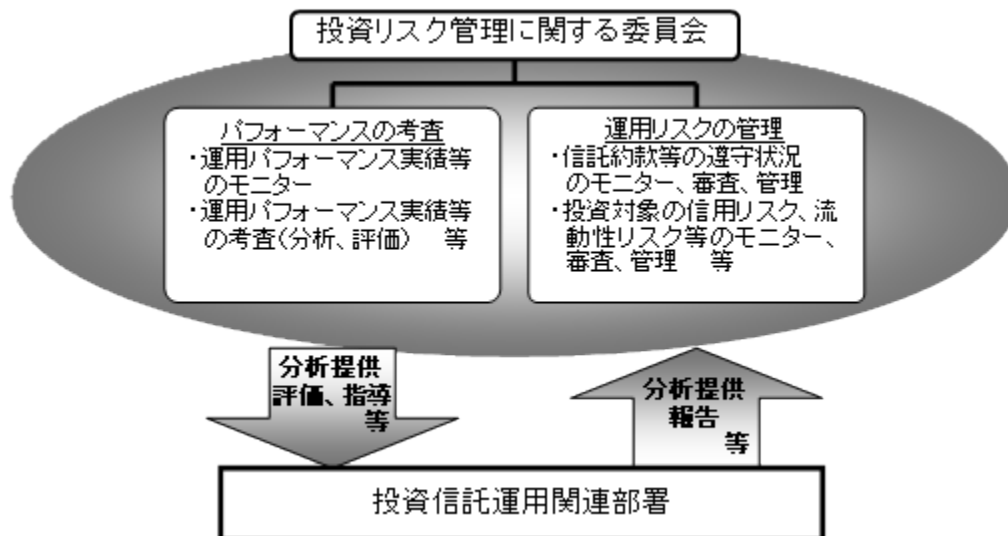 投資リスク管理に関する委員会
パフォーマンスの考査
・運用パフォーマンス実績等
のモニター
・運用パフォーマンス実績等
の考査(分析、評価) 等
運用リスクの管理
・信託約款等の遵守状況
のモニター、審査、管理
・投資対象の信用リスク、流
動性リスク等のモニター、
審査、管理 等
分析提供
評価、指導
等
分析提供
報告
等
投資信託運用関連部署